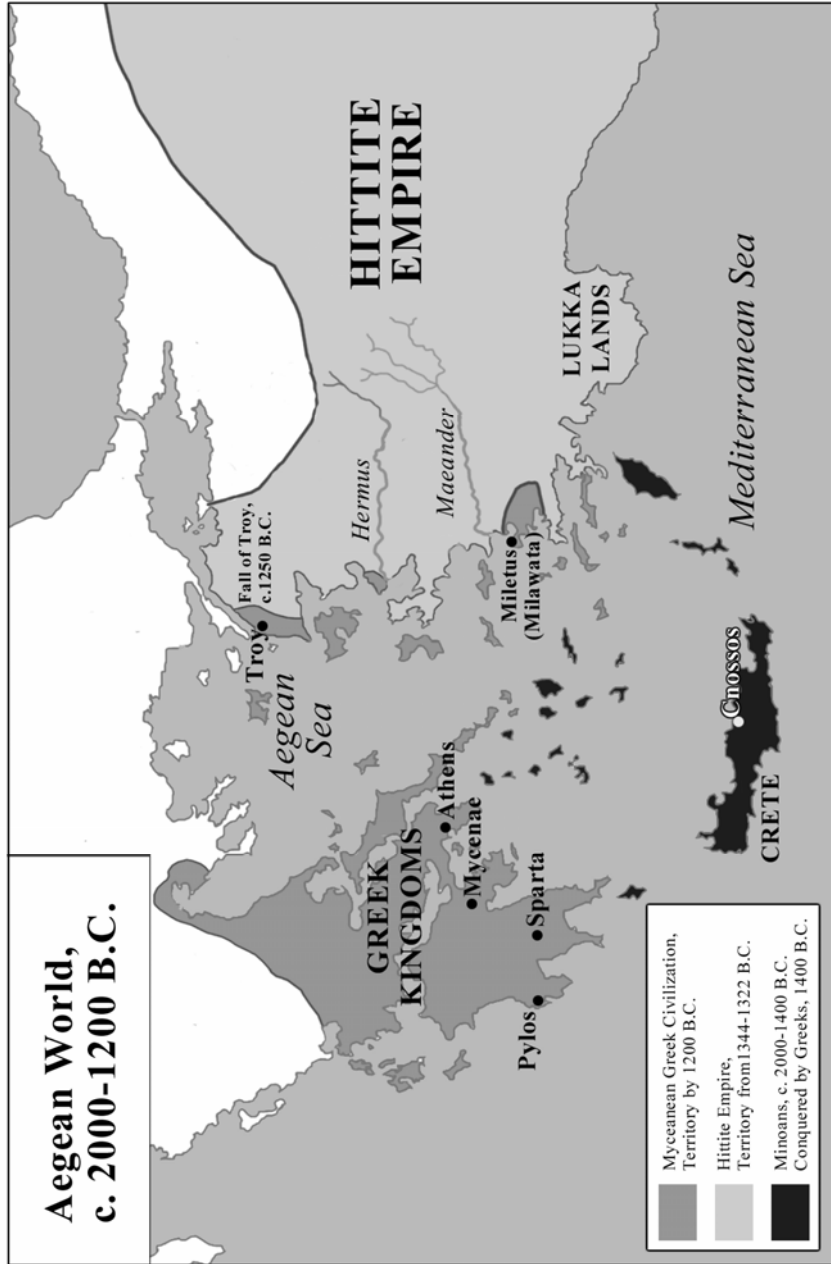 Aegean World,
c. 2000-1200 B.C.
HITTITE
EMPIRE
LUKKA
LANDS
Mediterranean Sea
Hermus
Maeander
Fall of Troy,
c.1250 B.C.
Troy
Aegean
Sea
Miletus
(Milawata)
GREEK
KINGDOMS
Athens
Mycenae
Sparta
Pylos
Cnossos
CRETE
Myceanean Greek Civilization,
Territory by 1200 B.C.
Hittite Empire,
Territory from1344-1322 B.C.
Minoans, c. 2000-1400 B.C.
Conquered by Greeks, 1400 B.C.